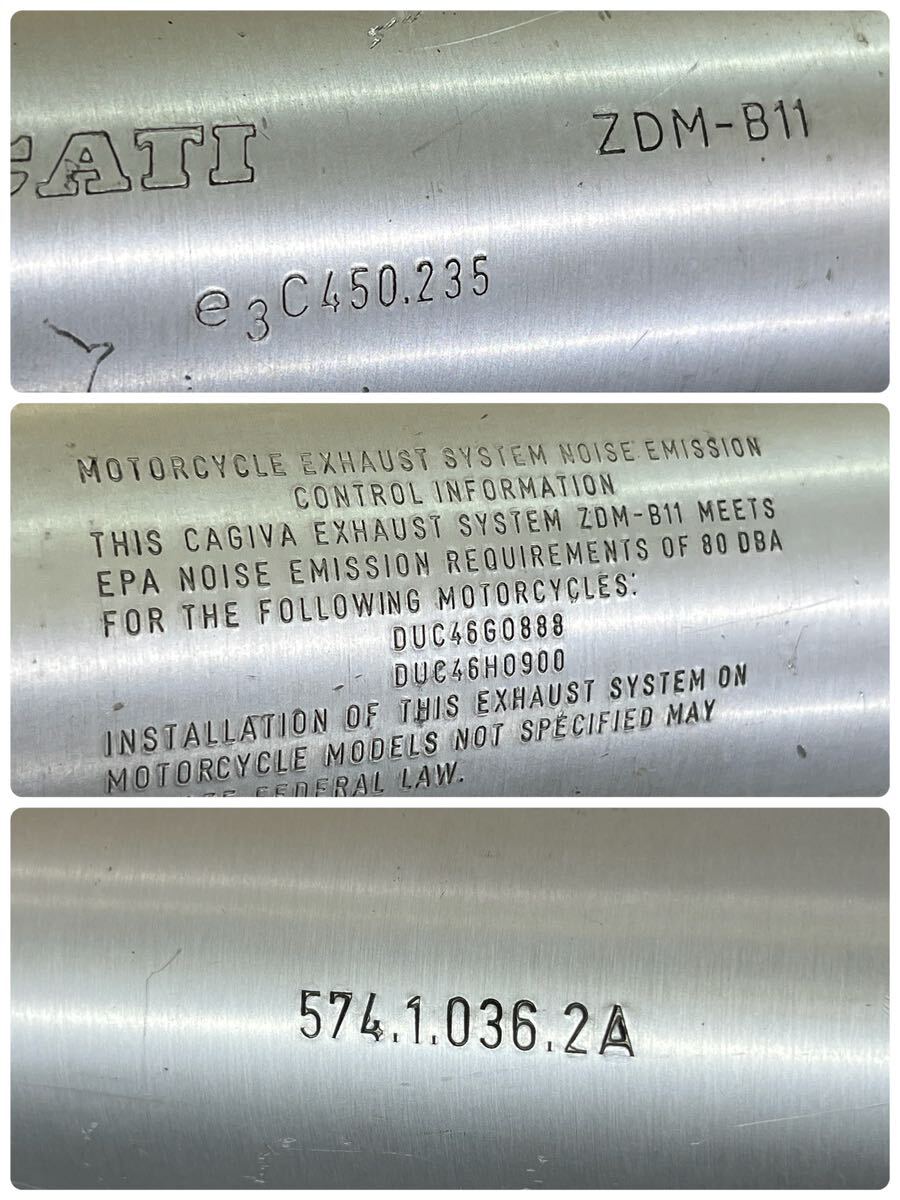 CATI
ZDM-B11
e3C450.235
MOTORCYCLE EXHAUST SYSTEM NOISE EMISSION
CONTROL INFORMATION
THIS CAGIVA EXHAUST SYSTEM ZDM-B11 MEETS
EPA NOISE EMISSION REQUIREMENTS OF 80 DBA
FOR THE FOLLOWING MOTORCYCLES:
DUC46G0888
DUC46H0900
INSTALLATION OF THIS EXHAUST SYSTEM ON
MOTORCYCLE MODELS NOT SPECIFIED MAY
FEDERAL LAW.
574.1.036.2A